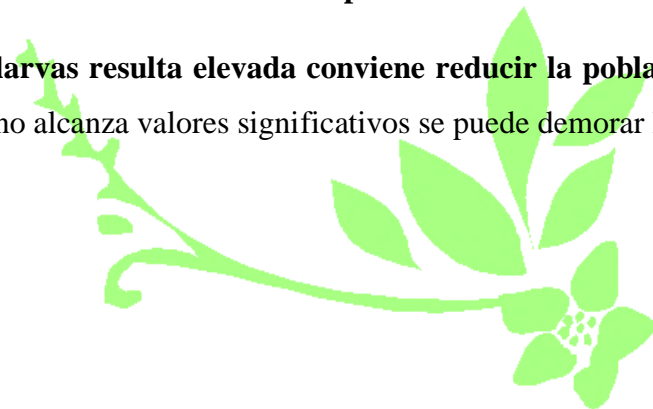 larvas resulta elevada conviene reducir la pobla
no alcanza valores significativos se puede demorar